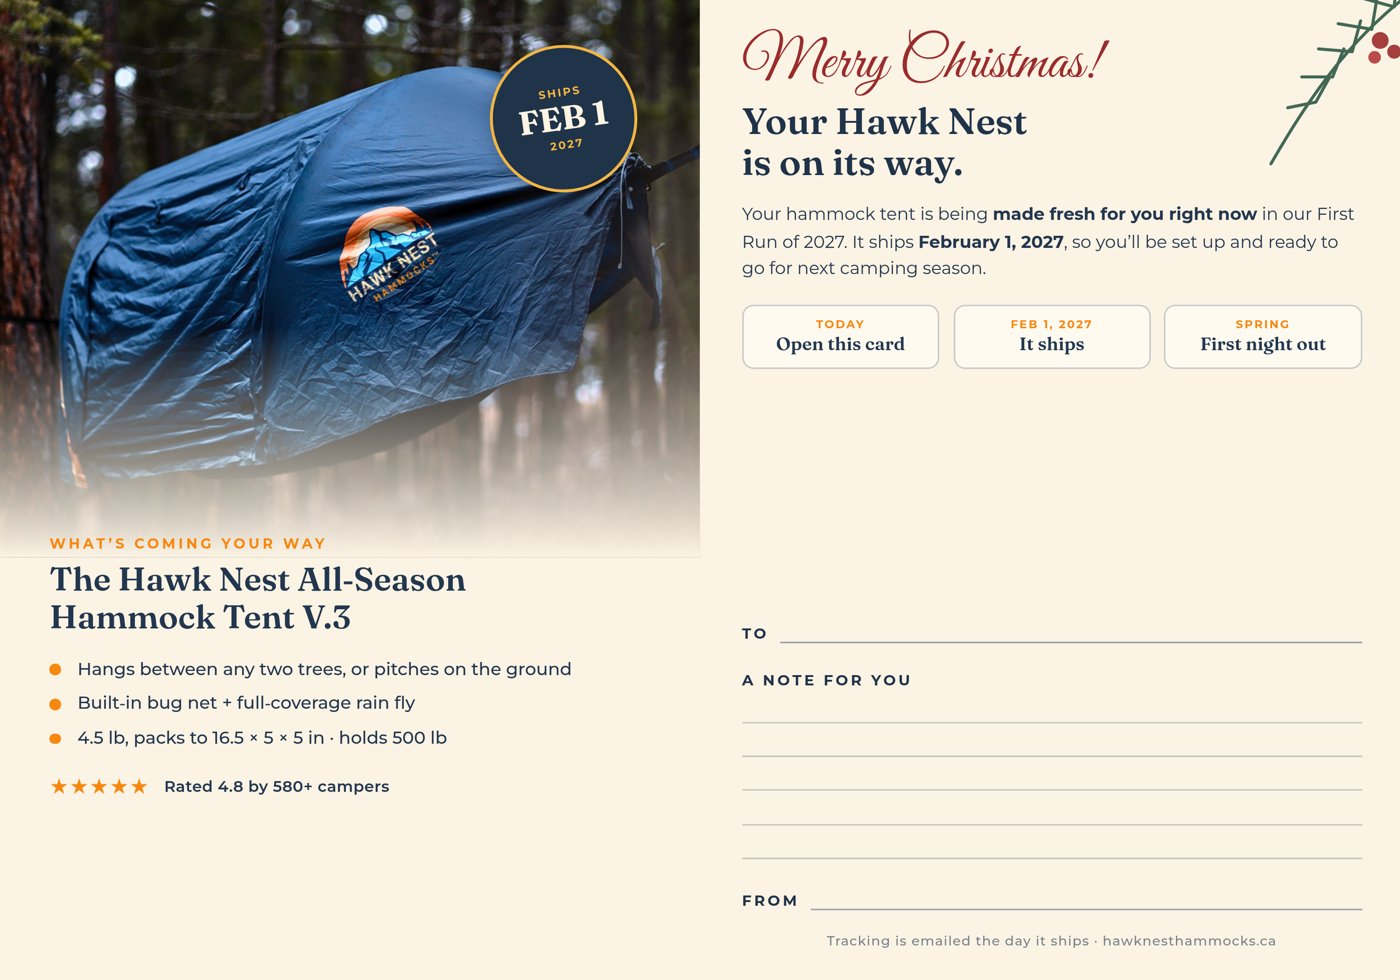 SHIPS
FEB 1
2027
HAWK NEST
HAMMOCKS
WHAT’S COMING YOUR WAY
The Hawk Nest All-Season
Hammock Tent V.3
Hangs between any two trees, or pitches on the ground
Built-in bug net + full-coverage rain fly
4.5 lb, packs to 16.5 × 5 × 5 in · holds 500 lb
★★★★★ Rated 4.8 by 580+ campers
Merry Christmas!
Your Hawk Nest
is on its way.
Your hammock tent is being made fresh for you right now in our First
Run of 2027. It ships February 1, 2027, so you’ll be set up and ready to
go for next camping season.
TODAY
Open this card
FEB 1, 2027
It ships
SPRING
First night out
TO
A NOTE FOR YOU
FROM
Tracking is emailed the day it ships · hawknesthammocks.ca